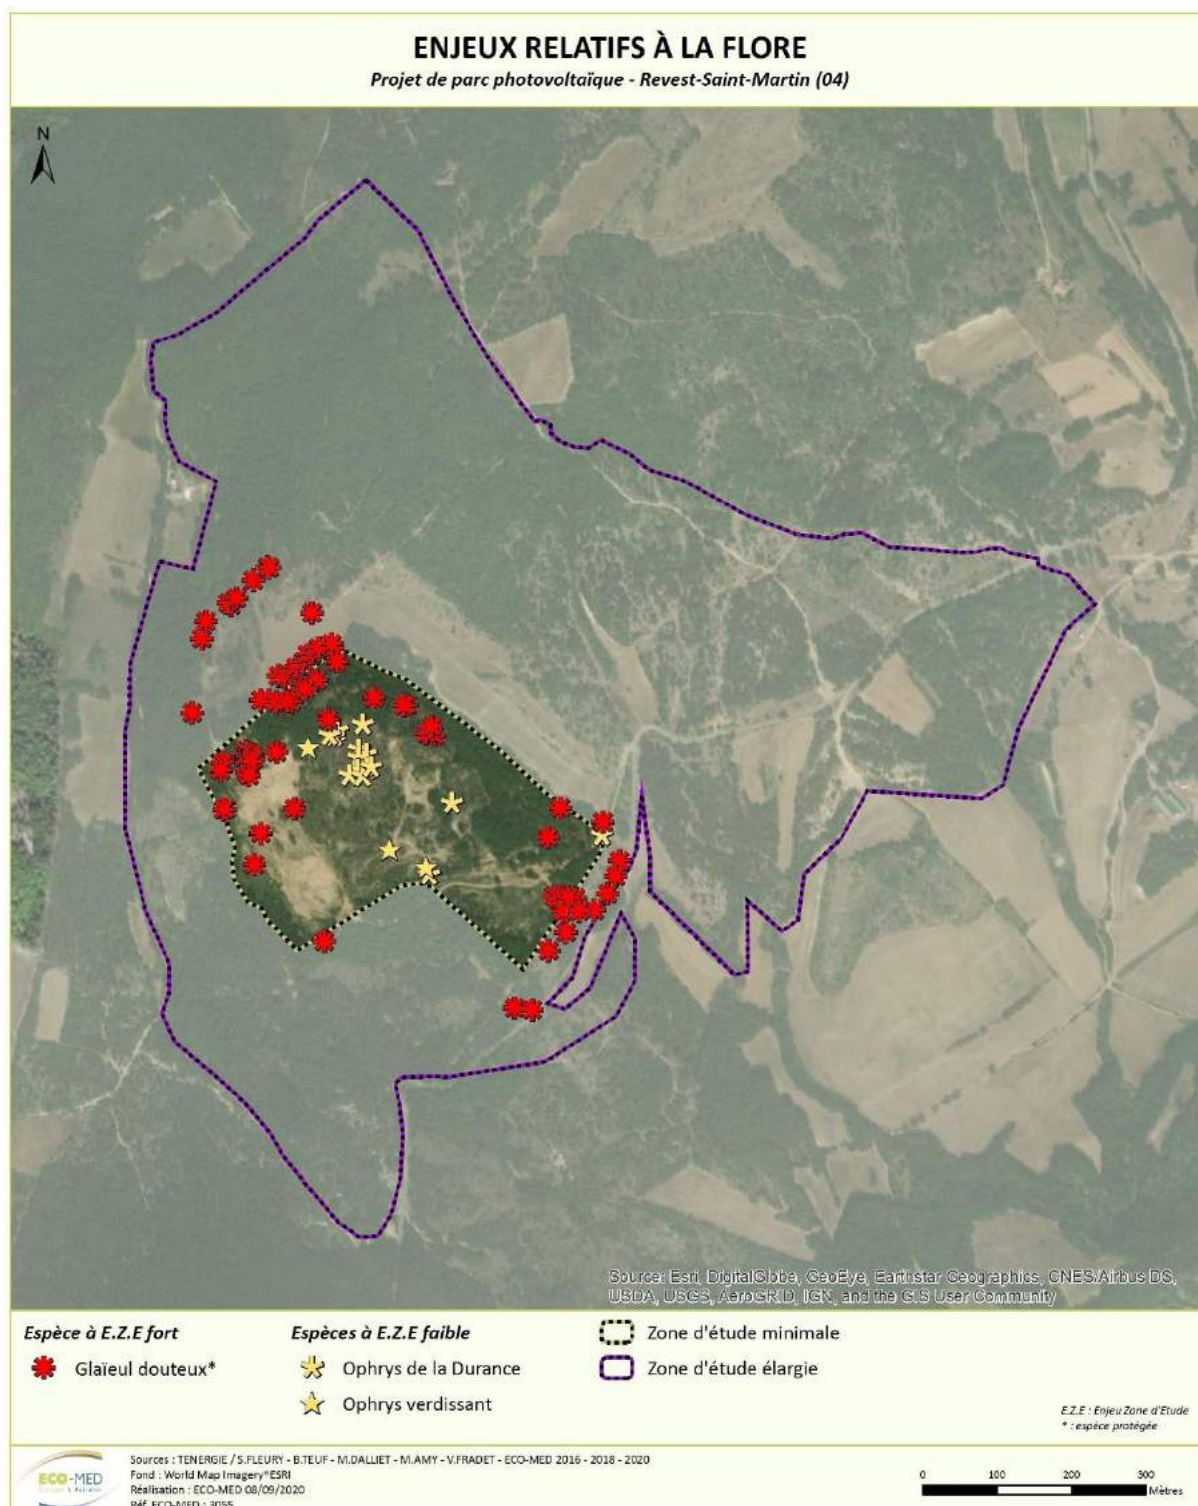 ENJEUX RELATIFS À LA FLORE
Projet de parc photovoltaïque - Revest-Saint-Martin (04)
N
Source: Esri, DigitalGlobe, GeoEye, Earthstar Geographics, CNES/Airbus DS,
USDA, USGS, AeroGRID, IGN, and the GIS User Community
Espèce à E.Z.E fort
Glaïeul douteux*
Espèces à E.Z.E faible
Ophrys de la Durance
Ophrys verdissant
Zone d'étude minimale
Zone d'étude élargie
E.Z.E : Enjeu Zone d'Etude
* : espèce protégée
ECO-MED
Sources : TENERGIE / S.FLEURY - B.TEUF - M.DALLIET - M.AMY - V.FRADET - ECO-MED 2016 - 2018 - 2020
Fond : World Map Imagery®ESRI
Réalisation : ECO-MED 08/09/2020
Réf. ECO-MED : 3055
0 100 200 300
Mètres